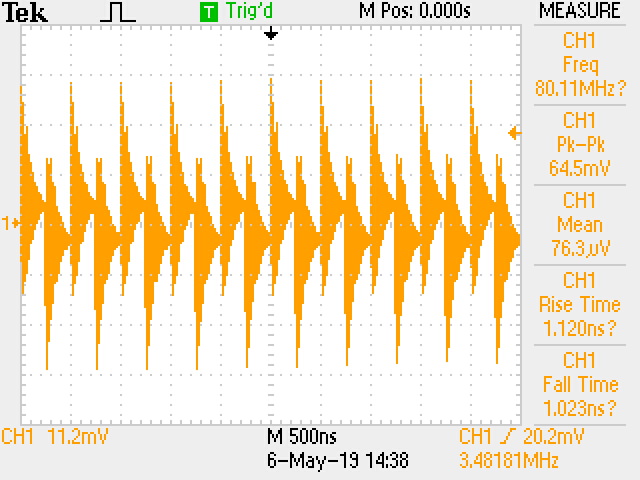 Tek T Trig'd M Pos: 0.000s MEASURE
CH1
Freq
80.11MHz?
CH1
Pk-Pk
64.5mV
CH1
Mean
76.3µV
CH1
Rise Time
1.120ns?
CH1
Fall Time
1.023ns?
1
CH1 11.2mV M 500ns CH1 / 20.2mV
6-May-19 14:38 3.48181MHz